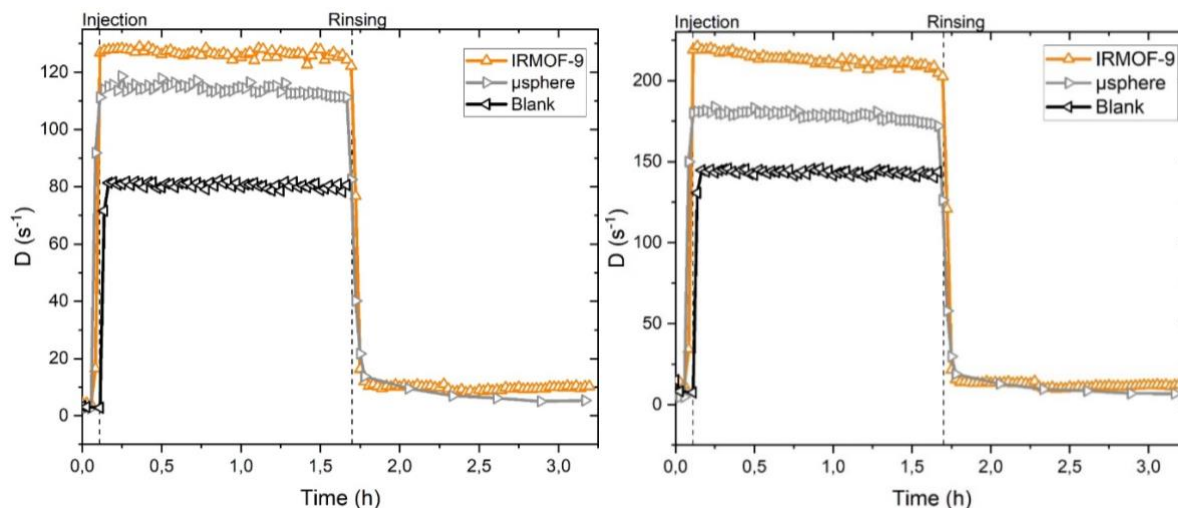 Injection
Rinsing
IRMOF-9
μsphere
Blank
120
100
80
60
40
20
0
D (s⁻¹)
0,0 0,5 1,0 1,5 2,0 2,5 3,0
Time (h)
Injection
Rinsing
IRMOF-9
μsphere
Blank
200
150
100
50
0
D (s⁻¹)
0,0 0,5 1,0 1,5 2,0 2,5 3,0
Time (h)